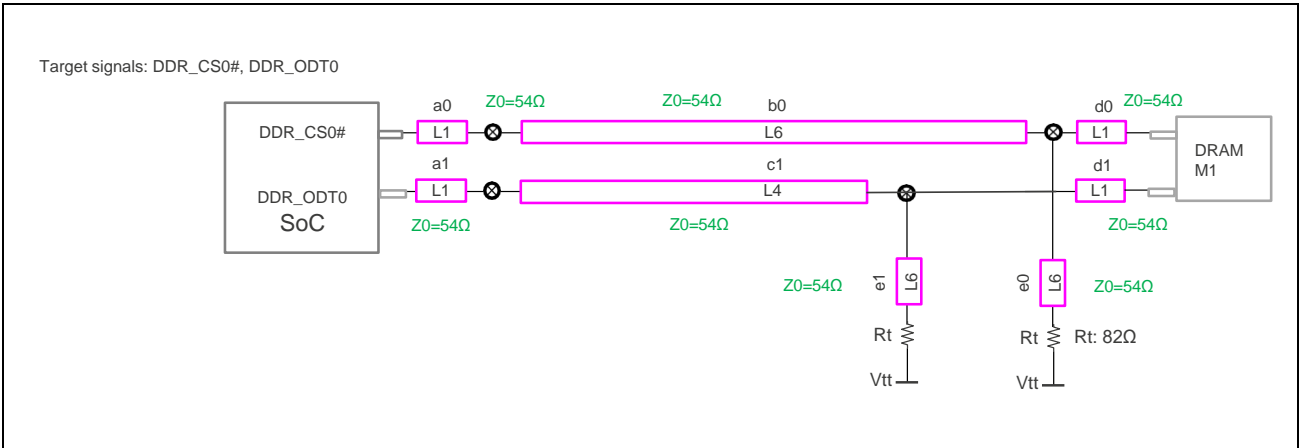 Target signals: DDR_CS0#, DDR_ODT0
a0 Z0=54Ω Z0=54Ω b0 d0 Z0=54Ω
DDR_CS0# L1 L6 L1
DRAM
M1
a1 c1 d1
DDR_ODT0 L1 L4 L1
SoC Z0=54Ω Z0=54Ω Z0=54Ω
Z0=54Ω e1 L6 e0 L6 Z0=54Ω
Rt Rt Rt: 82Ω
Vtt Vtt